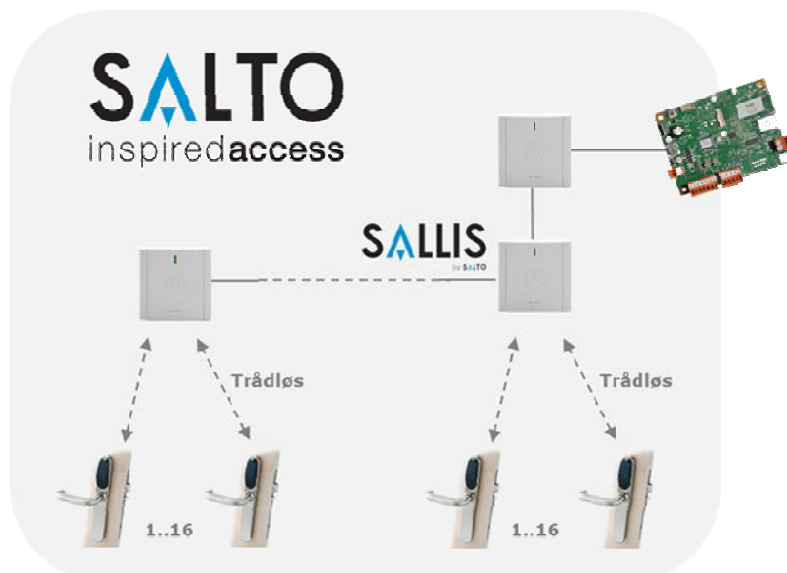 SALTO
inspiredaccess
SALLIS
by SALTO
Trådløs
Trådløs
1..16
1..16